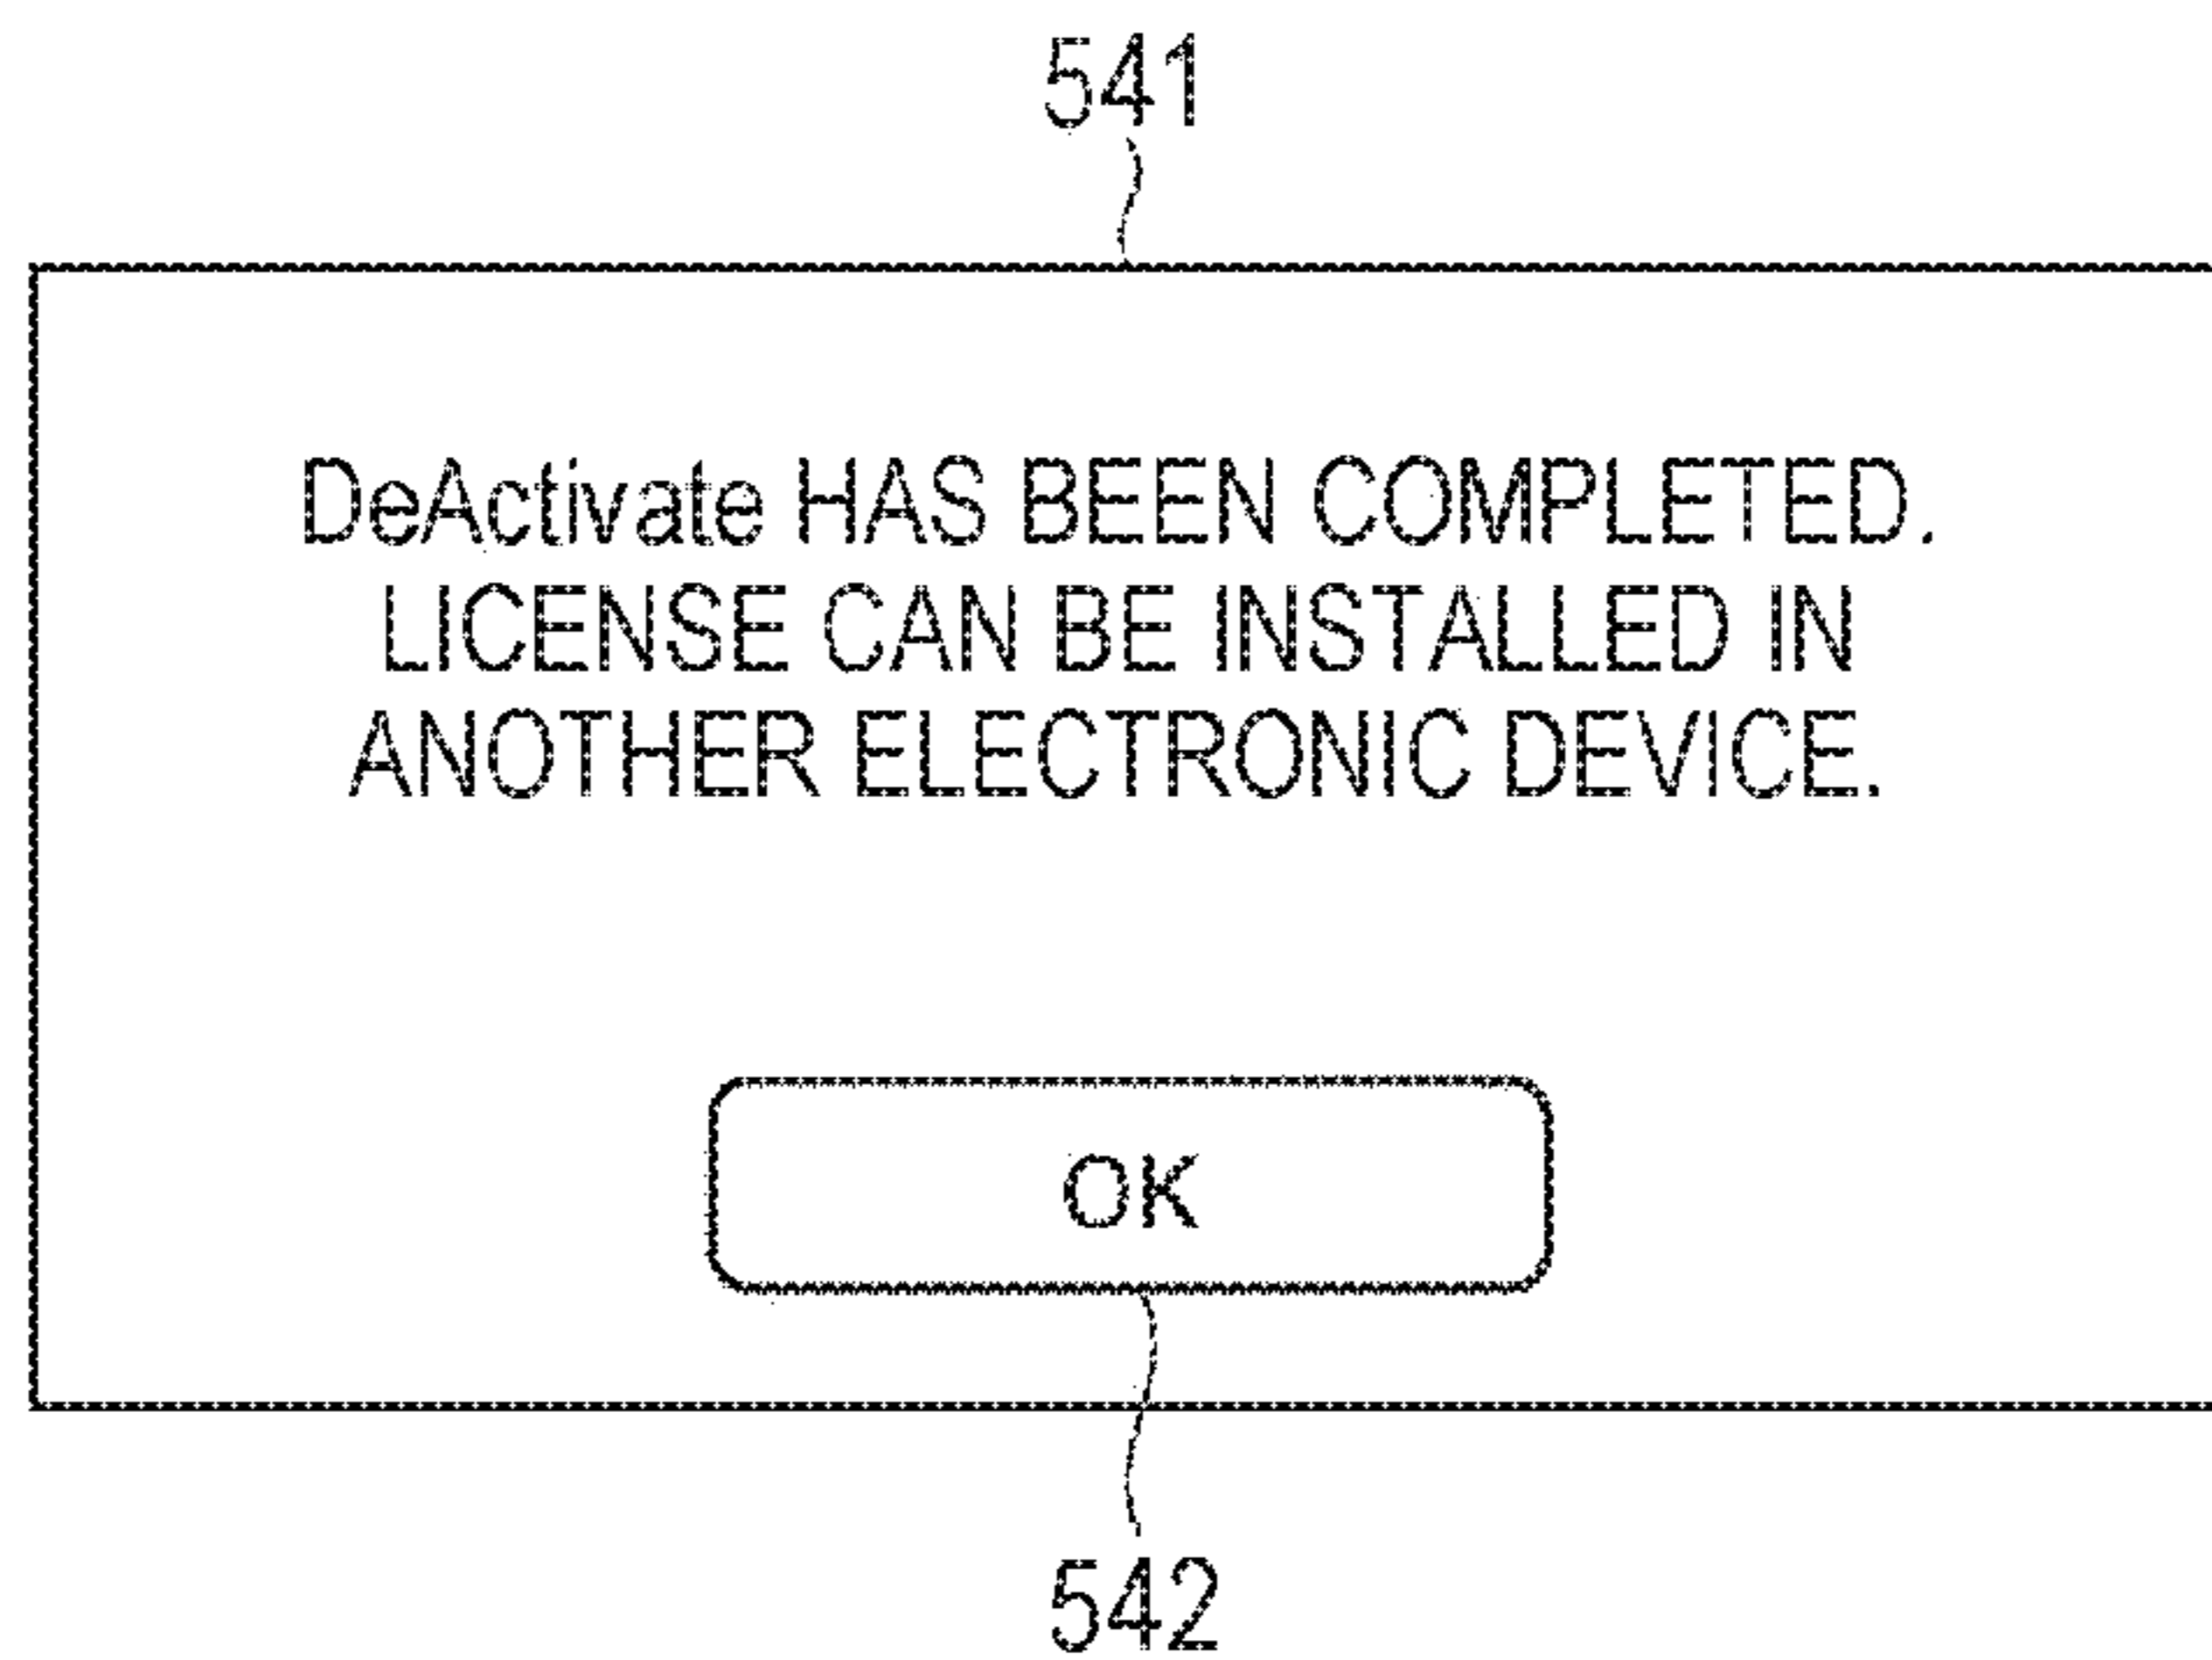 541
DeActivate HAS BEEN COMPLETED.
LICENSE CAN BE INSTALLED IN
ANOTHER ELECTRONIC DEVICE.
OK
542